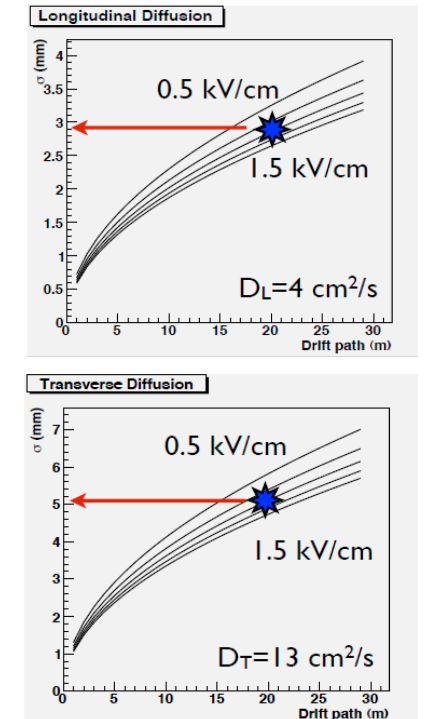 Longitudinal Diffusion
σ (mm)
4
3.5
3
2.5
2
1.5
1
0.5
0
0.5 kV/cm
1.5 kV/cm
D_L=4 cm²/s
0 5 10 15 20 25 30
Drift path (m)
Transverse Diffusion
σ (mm)
7
6
5
4
3
2
1
0
0.5 kV/cm
1.5 kV/cm
D_T=13 cm²/s
0 5 10 15 20 25 30
Drift path (m)